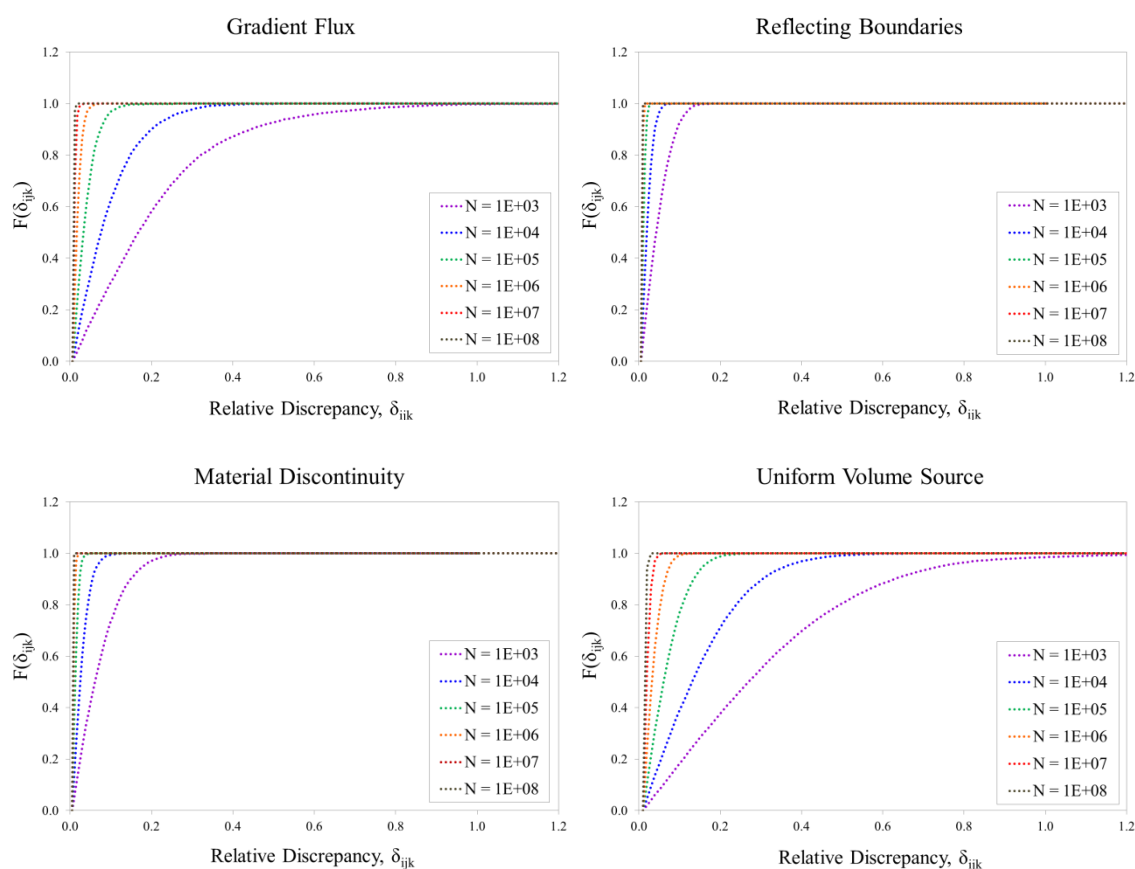 Gradient Flux
1.2
1.0
0.8
0.6
0.4
0.2
0.0
F(δijk)
N = 1E+03
N = 1E+04
N = 1E+05
N = 1E+06
N = 1E+07
N = 1E+08
0.0 0.2 0.4 0.6 0.8 1.0 1.2
Relative Discrepancy, δijk
Reflecting Boundaries
1.2
1.0
0.8
0.6
0.4
0.2
0.0
F(δijk)
N = 1E+03
N = 1E+04
N = 1E+05
N = 1E+06
N = 1E+07
N = 1E+08
0.0 0.2 0.4 0.6 0.8 1.0 1.2
Relative Discrepancy, δijk
Material Discontinuity
1.2
1.0
0.8
0.6
0.4
0.2
0.0
F(δijk)
N = 1E+03
N = 1E+04
N = 1E+05
N = 1E+06
N = 1E+07
N = 1E+08
0.0 0.2 0.4 0.6 0.8 1.0 1.2
Relative Discrepancy, δijk
Uniform Volume Source
1.2
1.0
0.8
0.6
0.4
0.2
0.0
F(δijk)
N = 1E+03
N = 1E+04
N = 1E+05
N = 1E+06
N = 1E+07
N = 1E+08
0.0 0.2 0.4 0.6 0.8 1.0 1.2
Relative Discrepancy, δijk